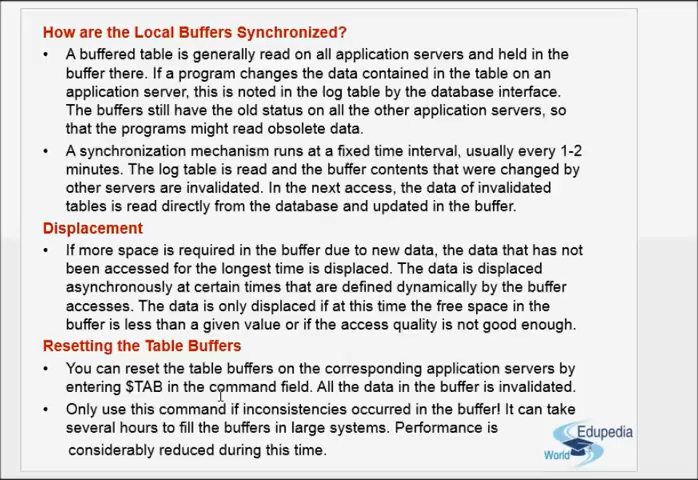 How are the Local Buffers Synchronized?
• A buffered table is generally read on all application servers and held in the
buffer there. If a program changes the data contained in the table on an
application server, this is noted in the log table by the database interface.
The buffers still have the old status on all the other application servers, so
that the programs might read obsolete data.
• A synchronization mechanism runs at a fixed time interval, usually every 1-2
minutes. The log table is read and the buffer contents that were changed by
other servers are invalidated. In the next access, the data of invalidated
tables is read directly from the database and updated in the buffer.
Displacement
• If more space is required in the buffer due to new data, the data that has not
been accessed for the longest time is displaced. The data is displaced
asynchronously at certain times that are defined dynamically by the buffer
accesses. The data is only displaced if at this time the free space in the
buffer is less than a given value or if the access quality is not good enough.
Resetting the Table Buffers
• You can reset the table buffers on the corresponding application servers by
entering $TAB in the command field. All the data in the buffer is invalidated.
• Only use this command if inconsistencies occurred in the buffer! It can take
several hours to fill the buffers in large systems. Performance is
considerably reduced during this time.
Edupedia
World